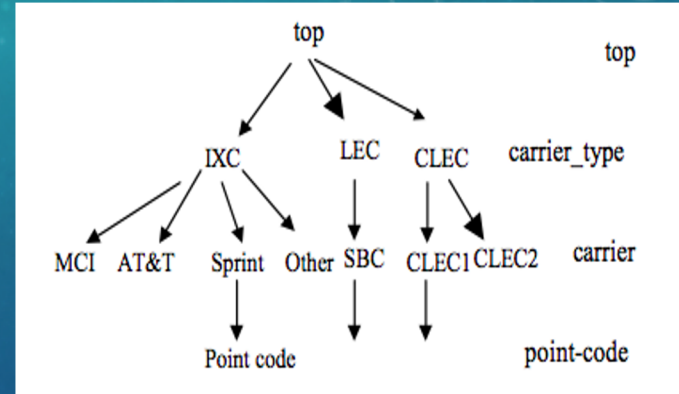 top
top
IXC LEC CLEC carrier_type
MCI AT&T Sprint Other SBC CLEC1 CLEC2 carrier
Point code point-code